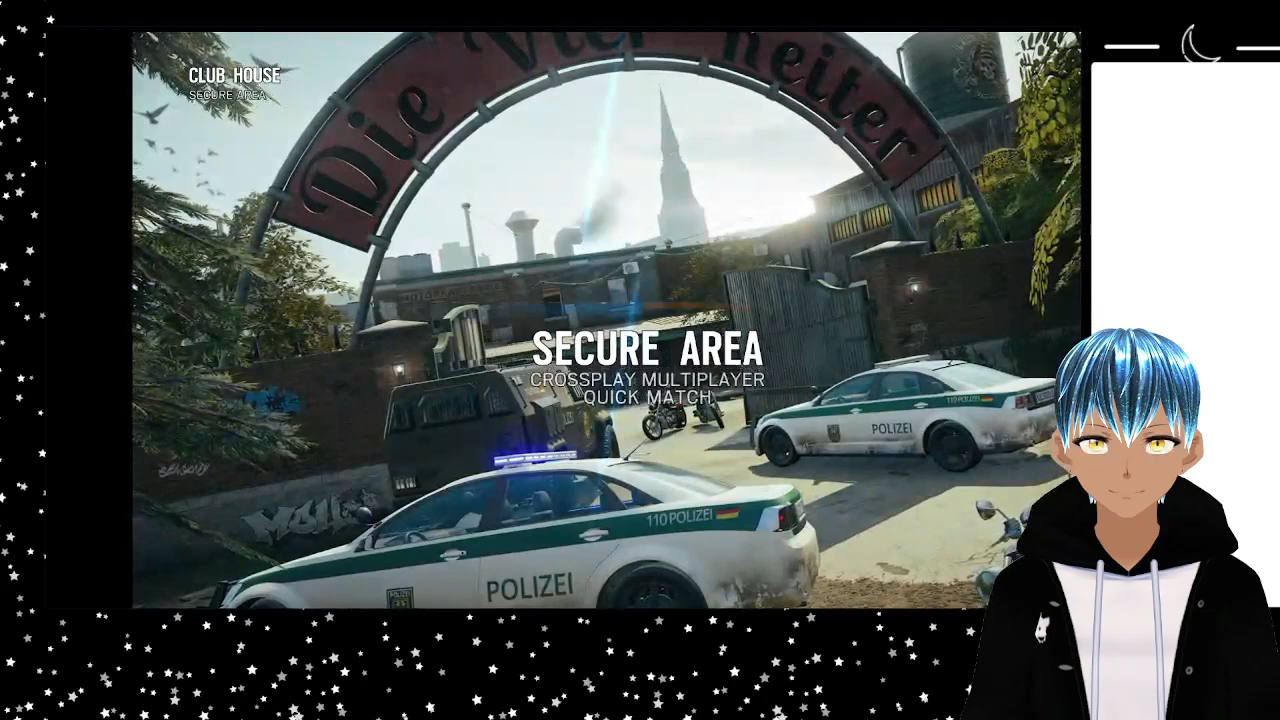 Die Vier Reiter
CLUB HOUSE
SECURE AREA
SECURE AREA
CROSSPLAY MULTIPLAYER
QUICK MATCH
110 POLIZEI
POLIZEI
110 POLIZEI
POLIZEI